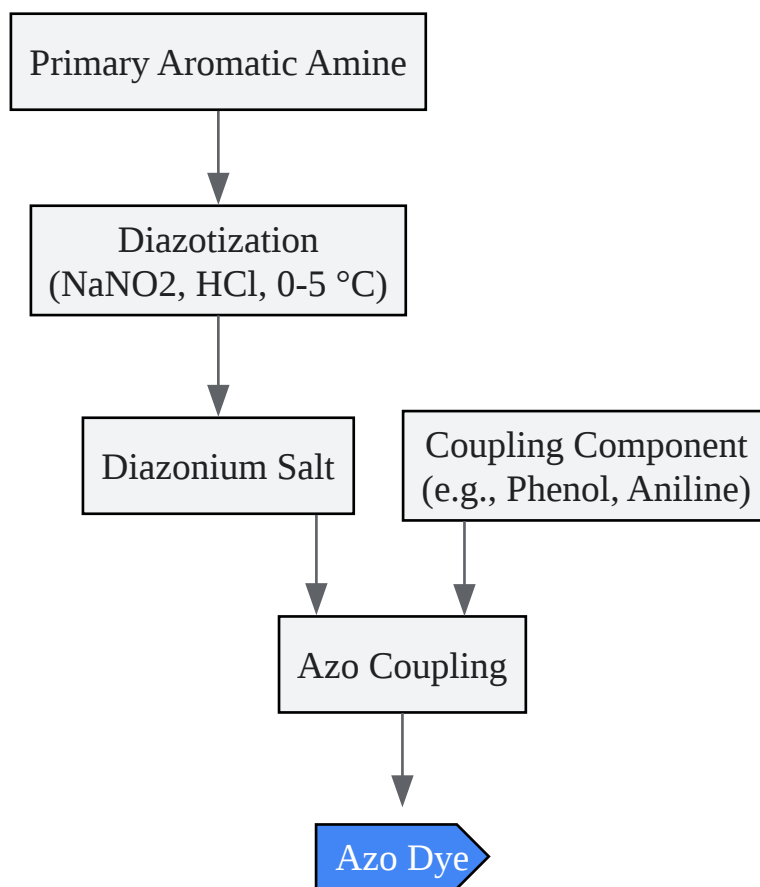 Primary Aromatic Amine
Diazotization
(NaNO2, HCl, 0-5 °C)
Diazonium Salt
Coupling Component
(e.g., Phenol, Aniline)
Azo Coupling
Azo Dye